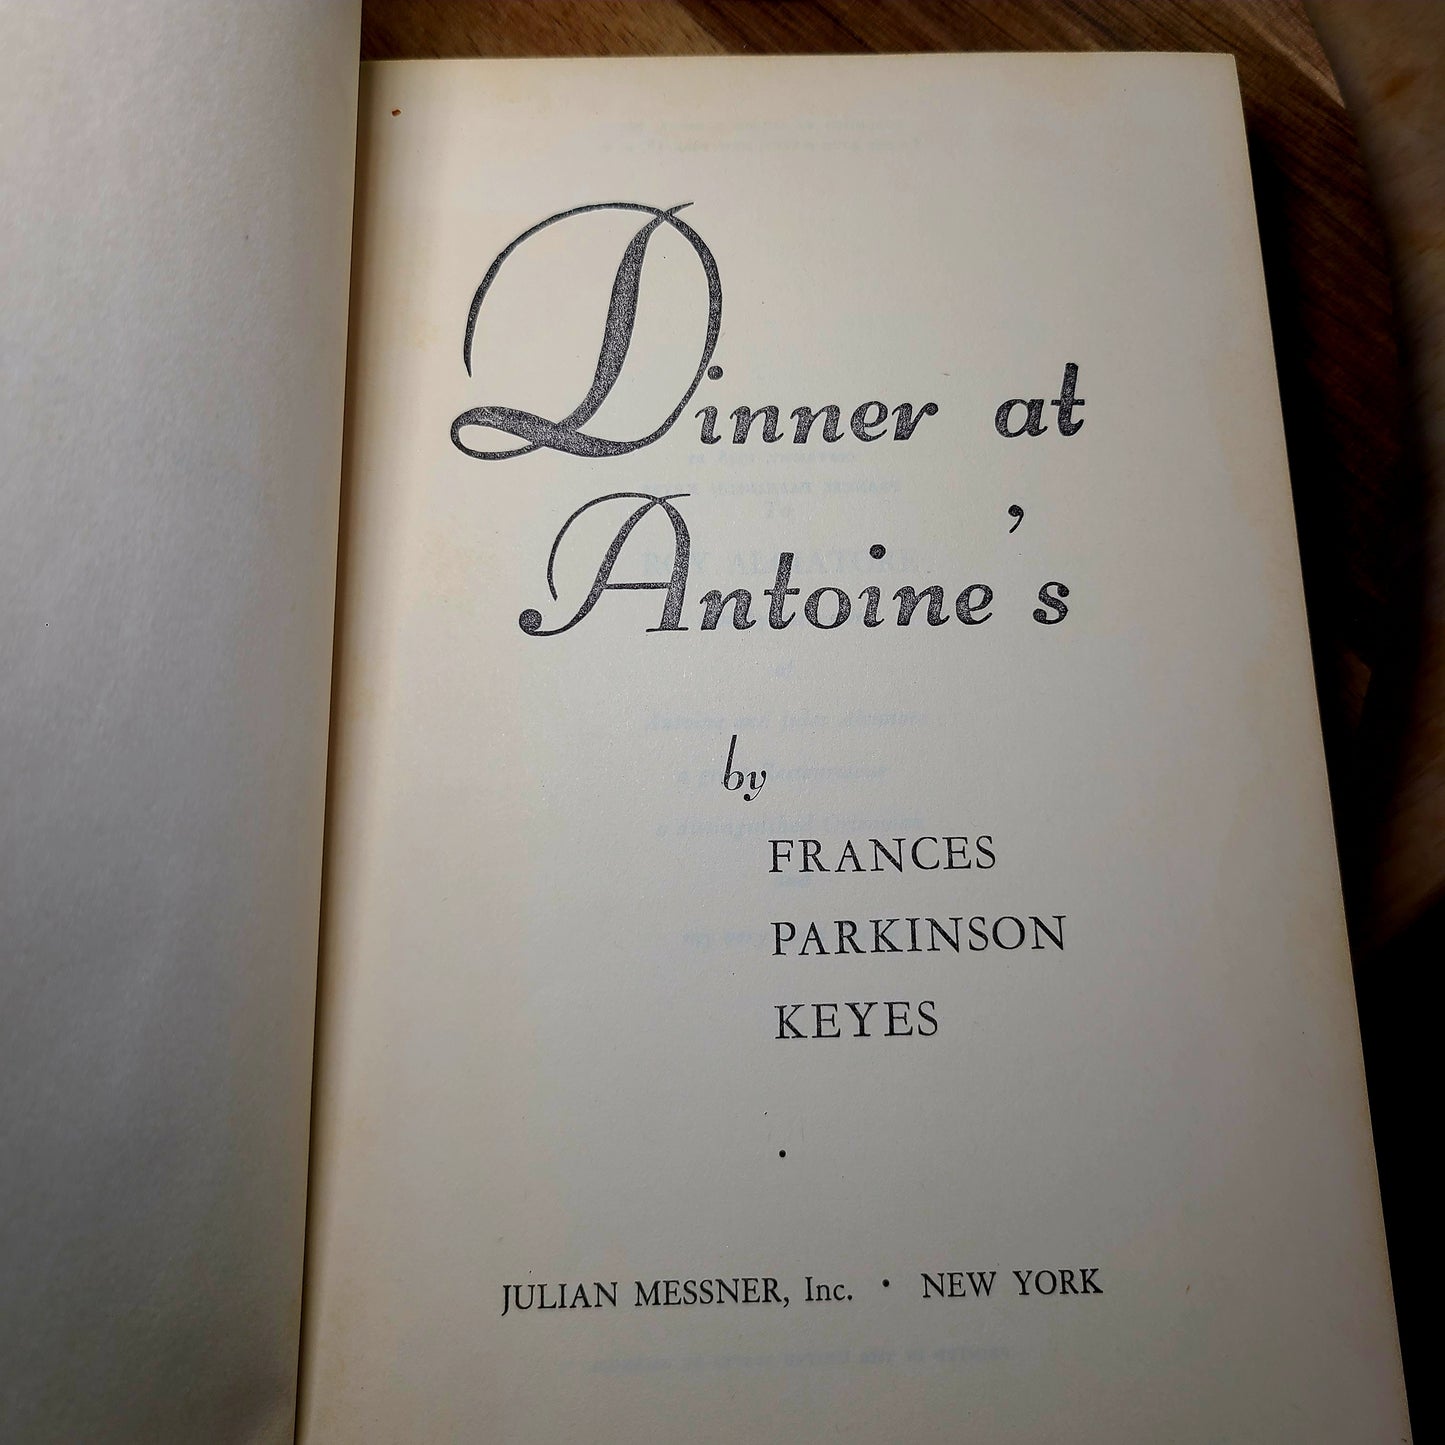 Dinner at
Antoine's
by
FRANCES
PARKINSON
KEYES
JULIAN MESSNER, Inc. · NEW YORK